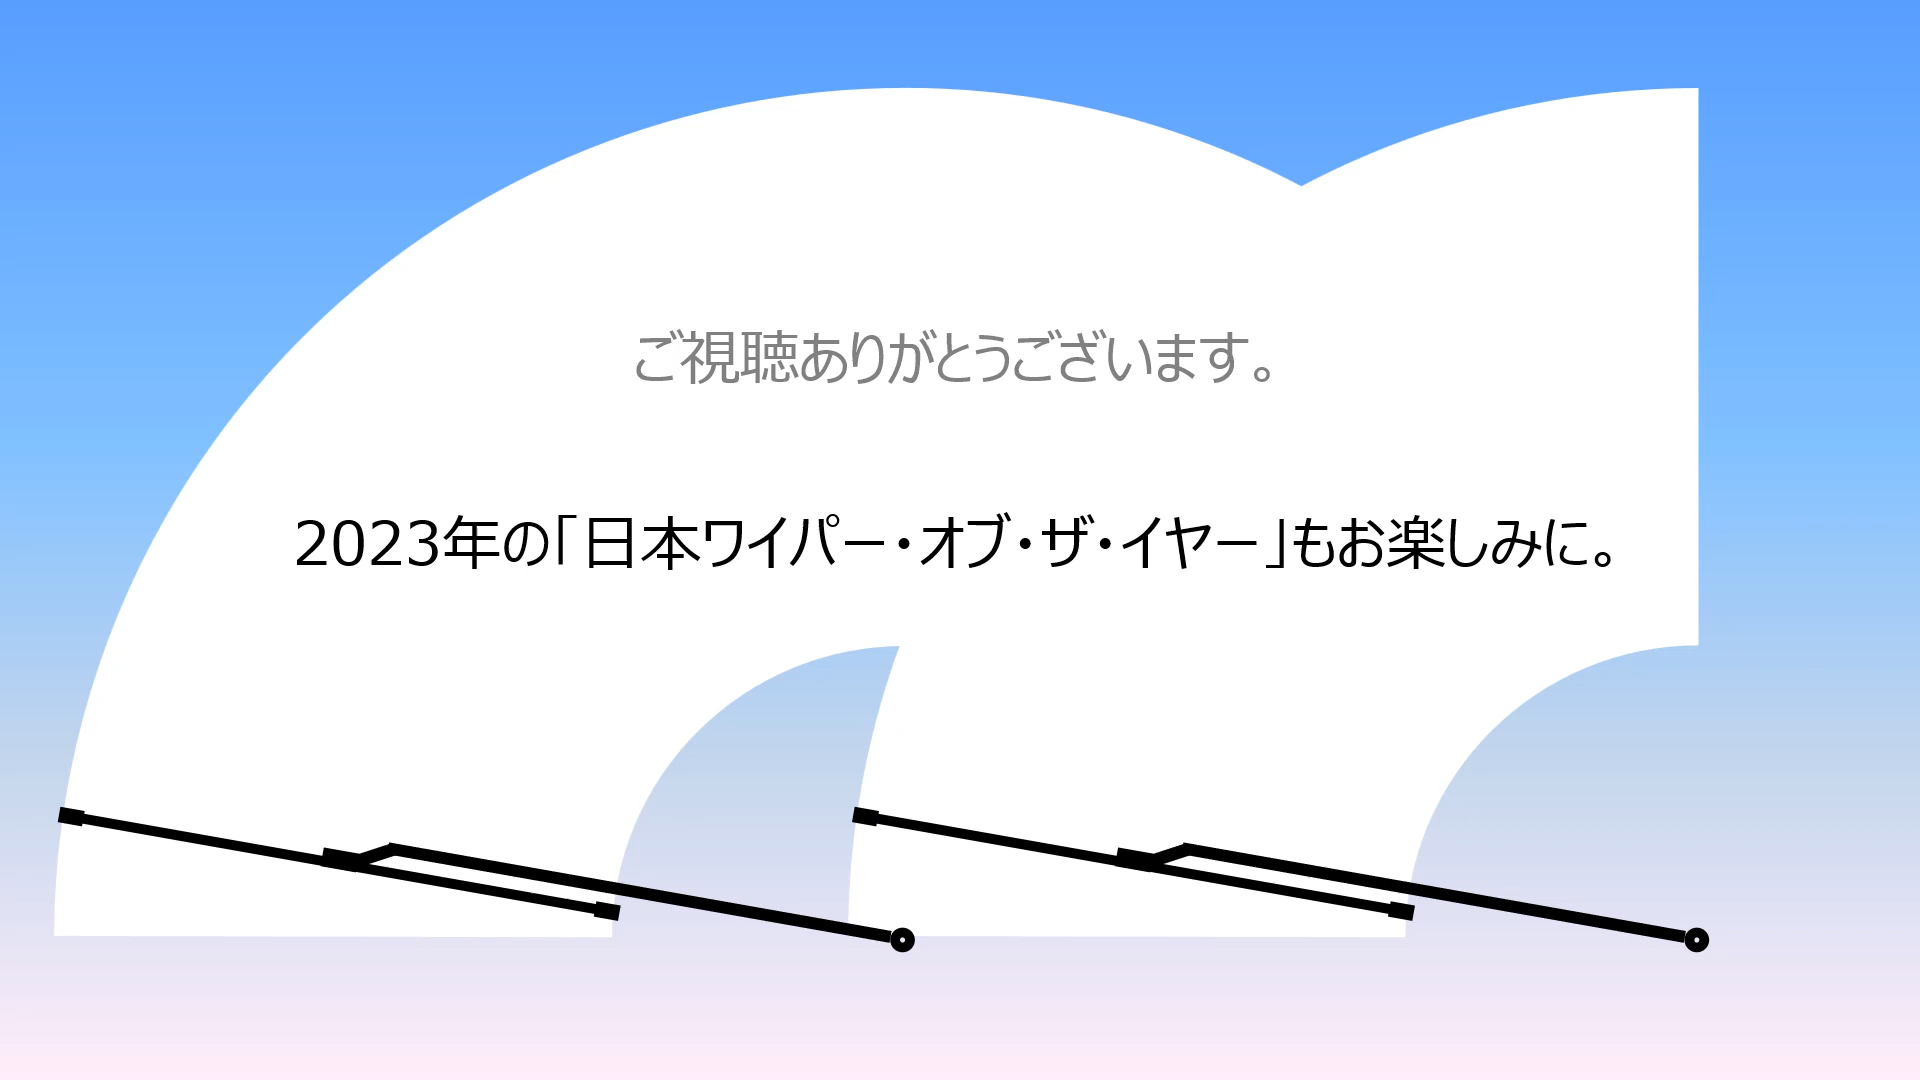 ご視聴ありがとうございます。
2023年の「日本ワイパー・オブ・ザ・イヤー」もお楽しみに。